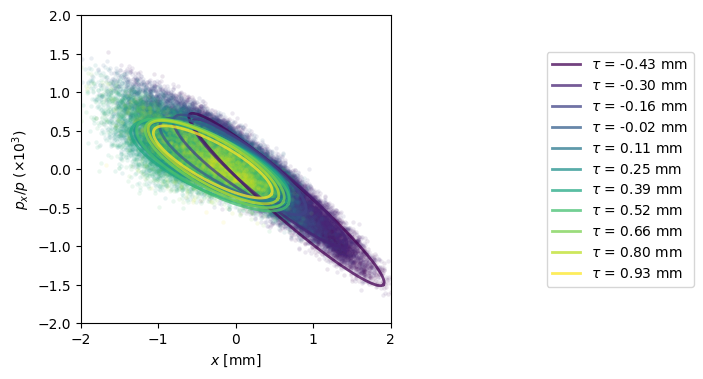 2.0
1.5
1.0
0.5
0.0
−0.5
−1.0
−1.5
−2.0
−2
−1
0
1
2
x [mm]
p_x/p (×10³)
τ = -0.43 mm
τ = -0.30 mm
τ = -0.16 mm
τ = -0.02 mm
τ = 0.11 mm
τ = 0.25 mm
τ = 0.39 mm
τ = 0.52 mm
τ = 0.66 mm
τ = 0.80 mm
τ = 0.93 mm